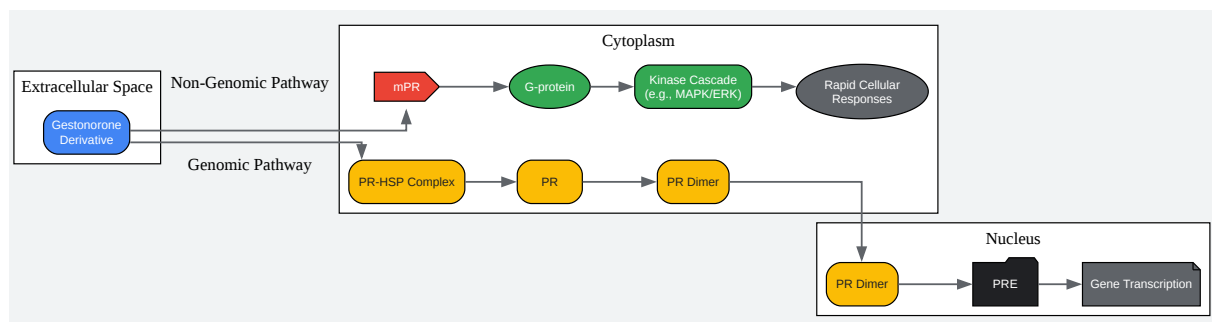 Cytoplasm
Extracellular Space
Non-Genomic Pathway
mPR
G-protein
Kinase Cascade
(e.g., MAPK/ERK)
Rapid Cellular
Responses
Gestonorone
Derivative
Genomic Pathway
PR-HSP Complex
PR
PR Dimer
Nucleus
PR Dimer
PRE
Gene Transcription